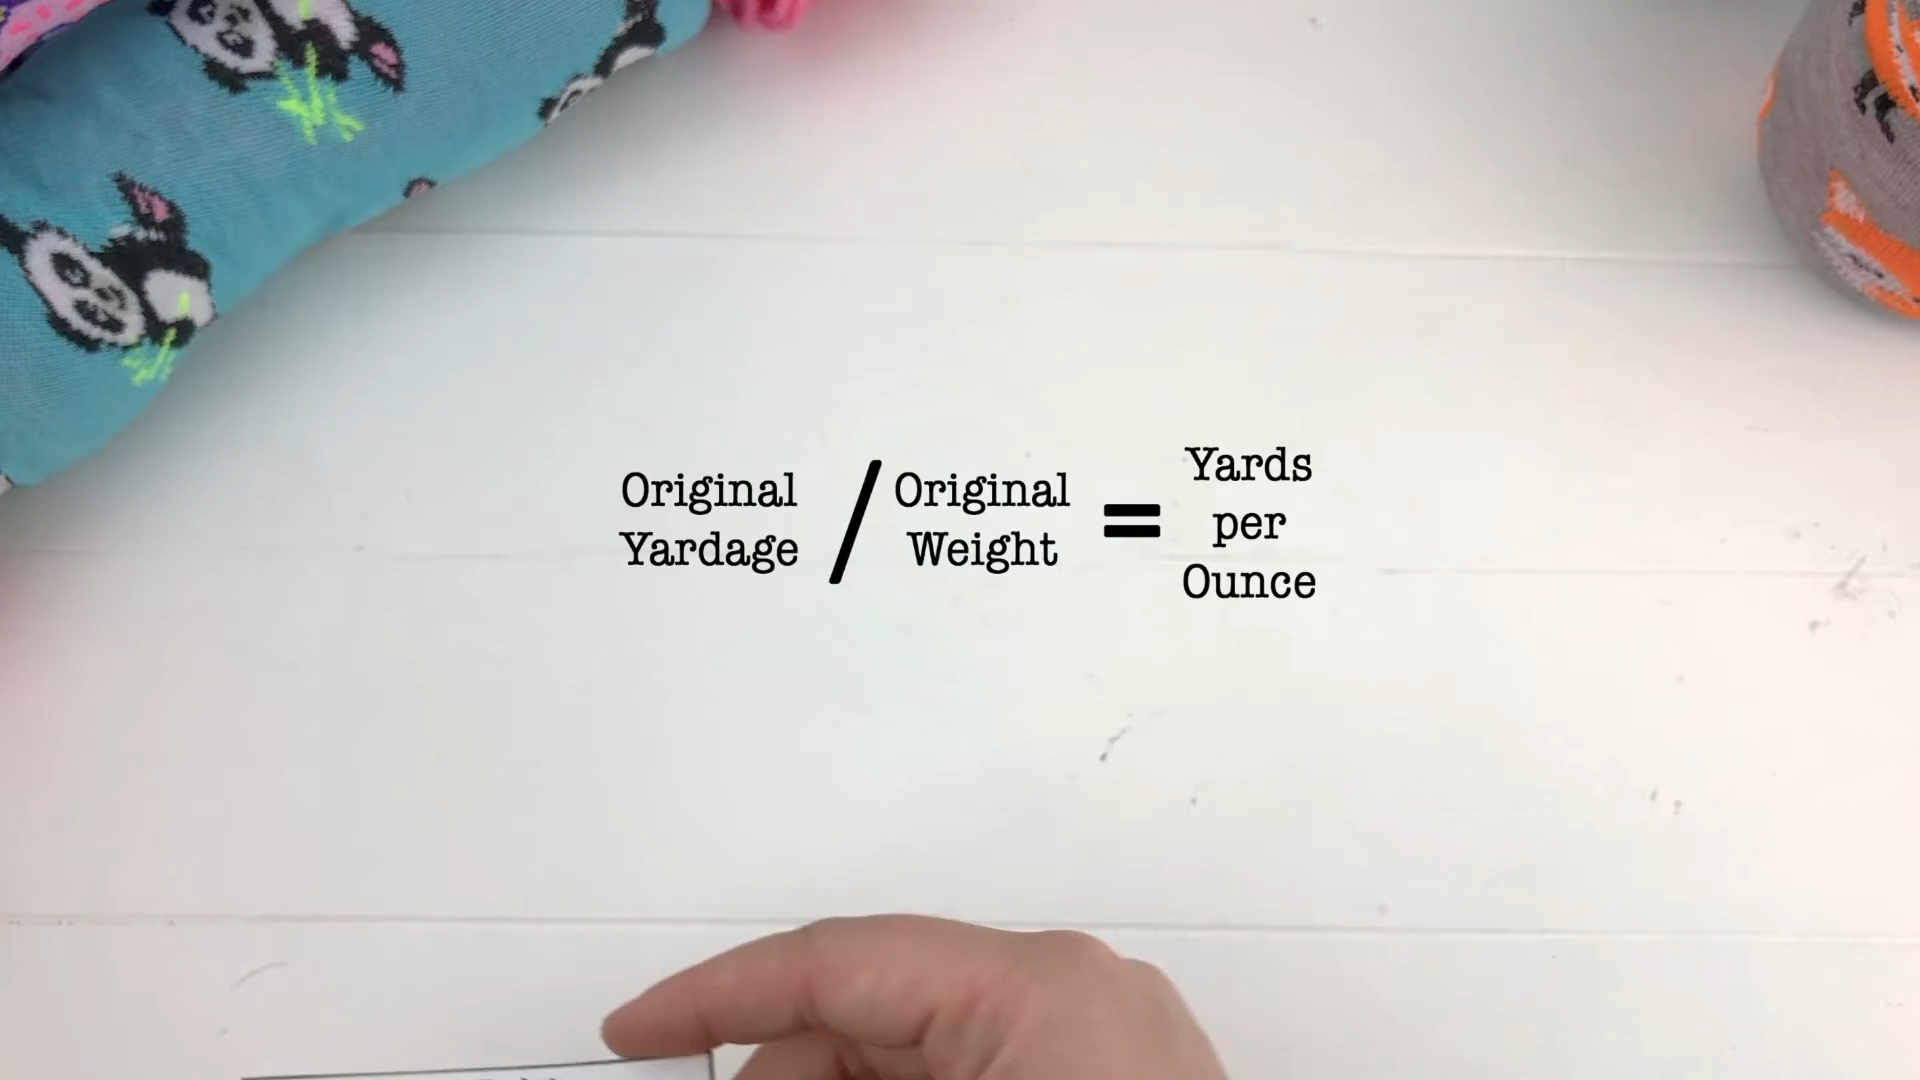 Original
Yardage
/
Original
Weight
=
Yards
per
Ounce